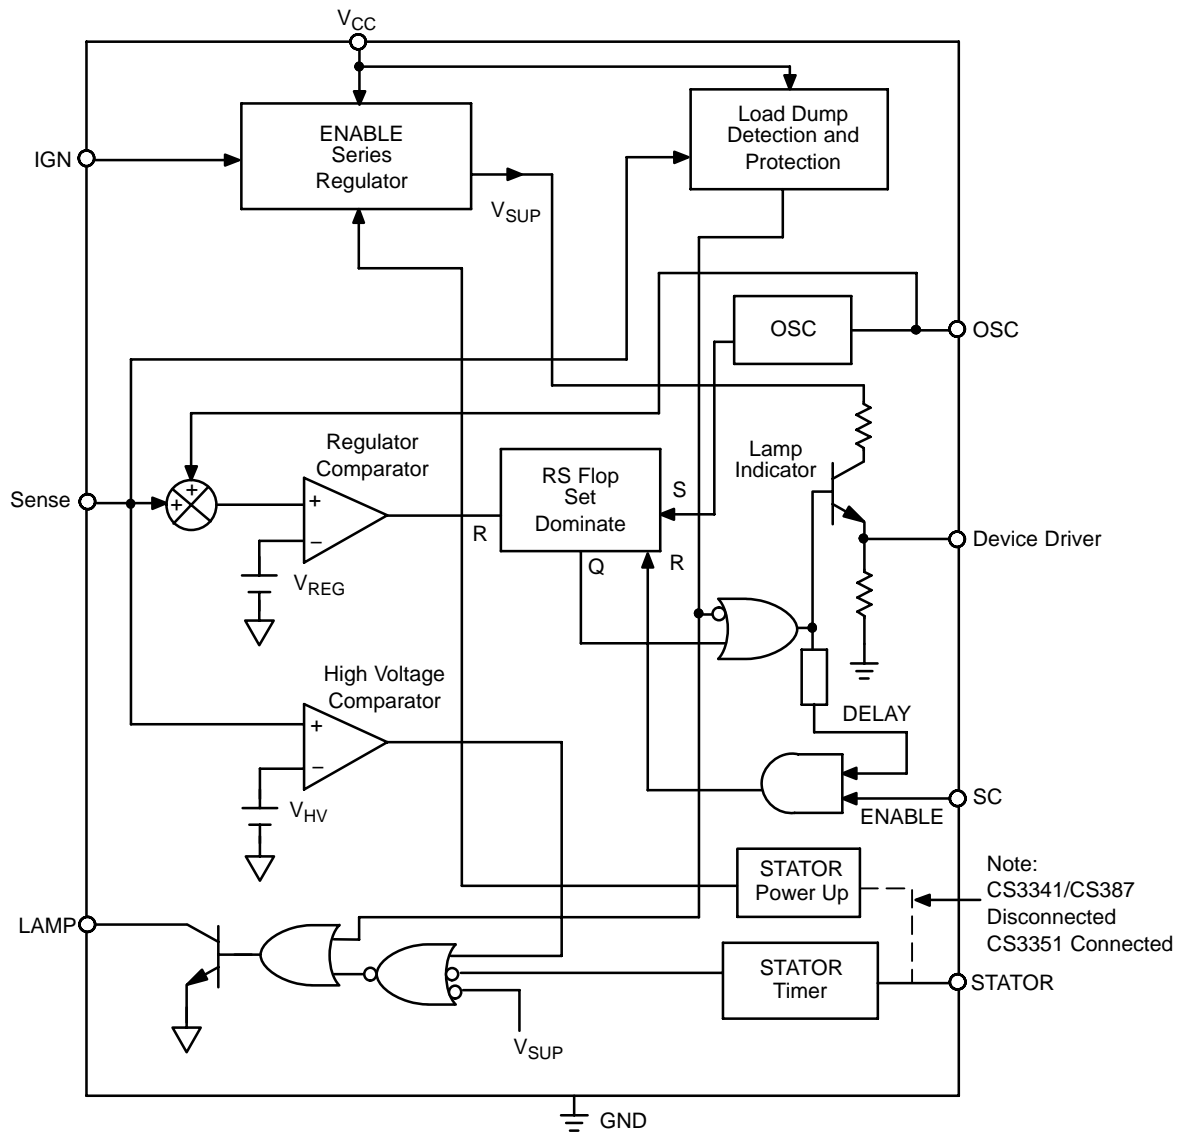 VCC
IGN
ENABLE
Series
Regulator
VSUP
Load Dump
Detection and
Protection
OSC
OSC
Sense
+
+
Regulator
Comparator
+
−
VREG
R
RS Flop
Set
Dominate
S
Q
R
Lamp
Indicator
Device Driver
High Voltage
Comparator
+
−
VHV
DELAY
ENABLE
SC
STATOR
Power Up
Note:
CS3341/CS387
Disconnected
CS3351 Connected
LAMP
STATOR
Timer
STATOR
VSUP
GND